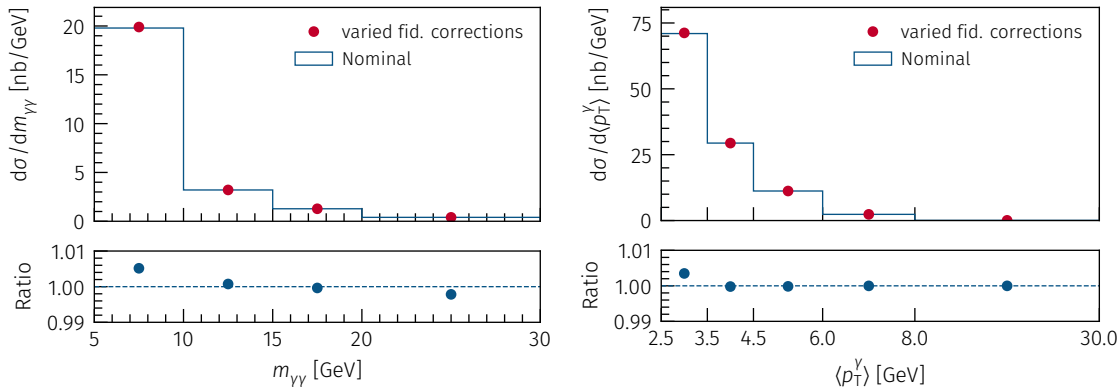 dσ/dm_γγ [nb/GeV]
20
15
10
5
0
varied fid. corrections
Nominal
Ratio
1.01
1.00
0.99
5 10 15 20 30
m_γγ [GeV]
dσ/d⟨p_T^γ⟩ [nb/GeV]
75
50
25
0
varied fid. corrections
Nominal
Ratio
1.01
1.00
0.99
2.5 3.5 4.5 6.0 8.0 30.0
⟨p_T^γ⟩ [GeV]